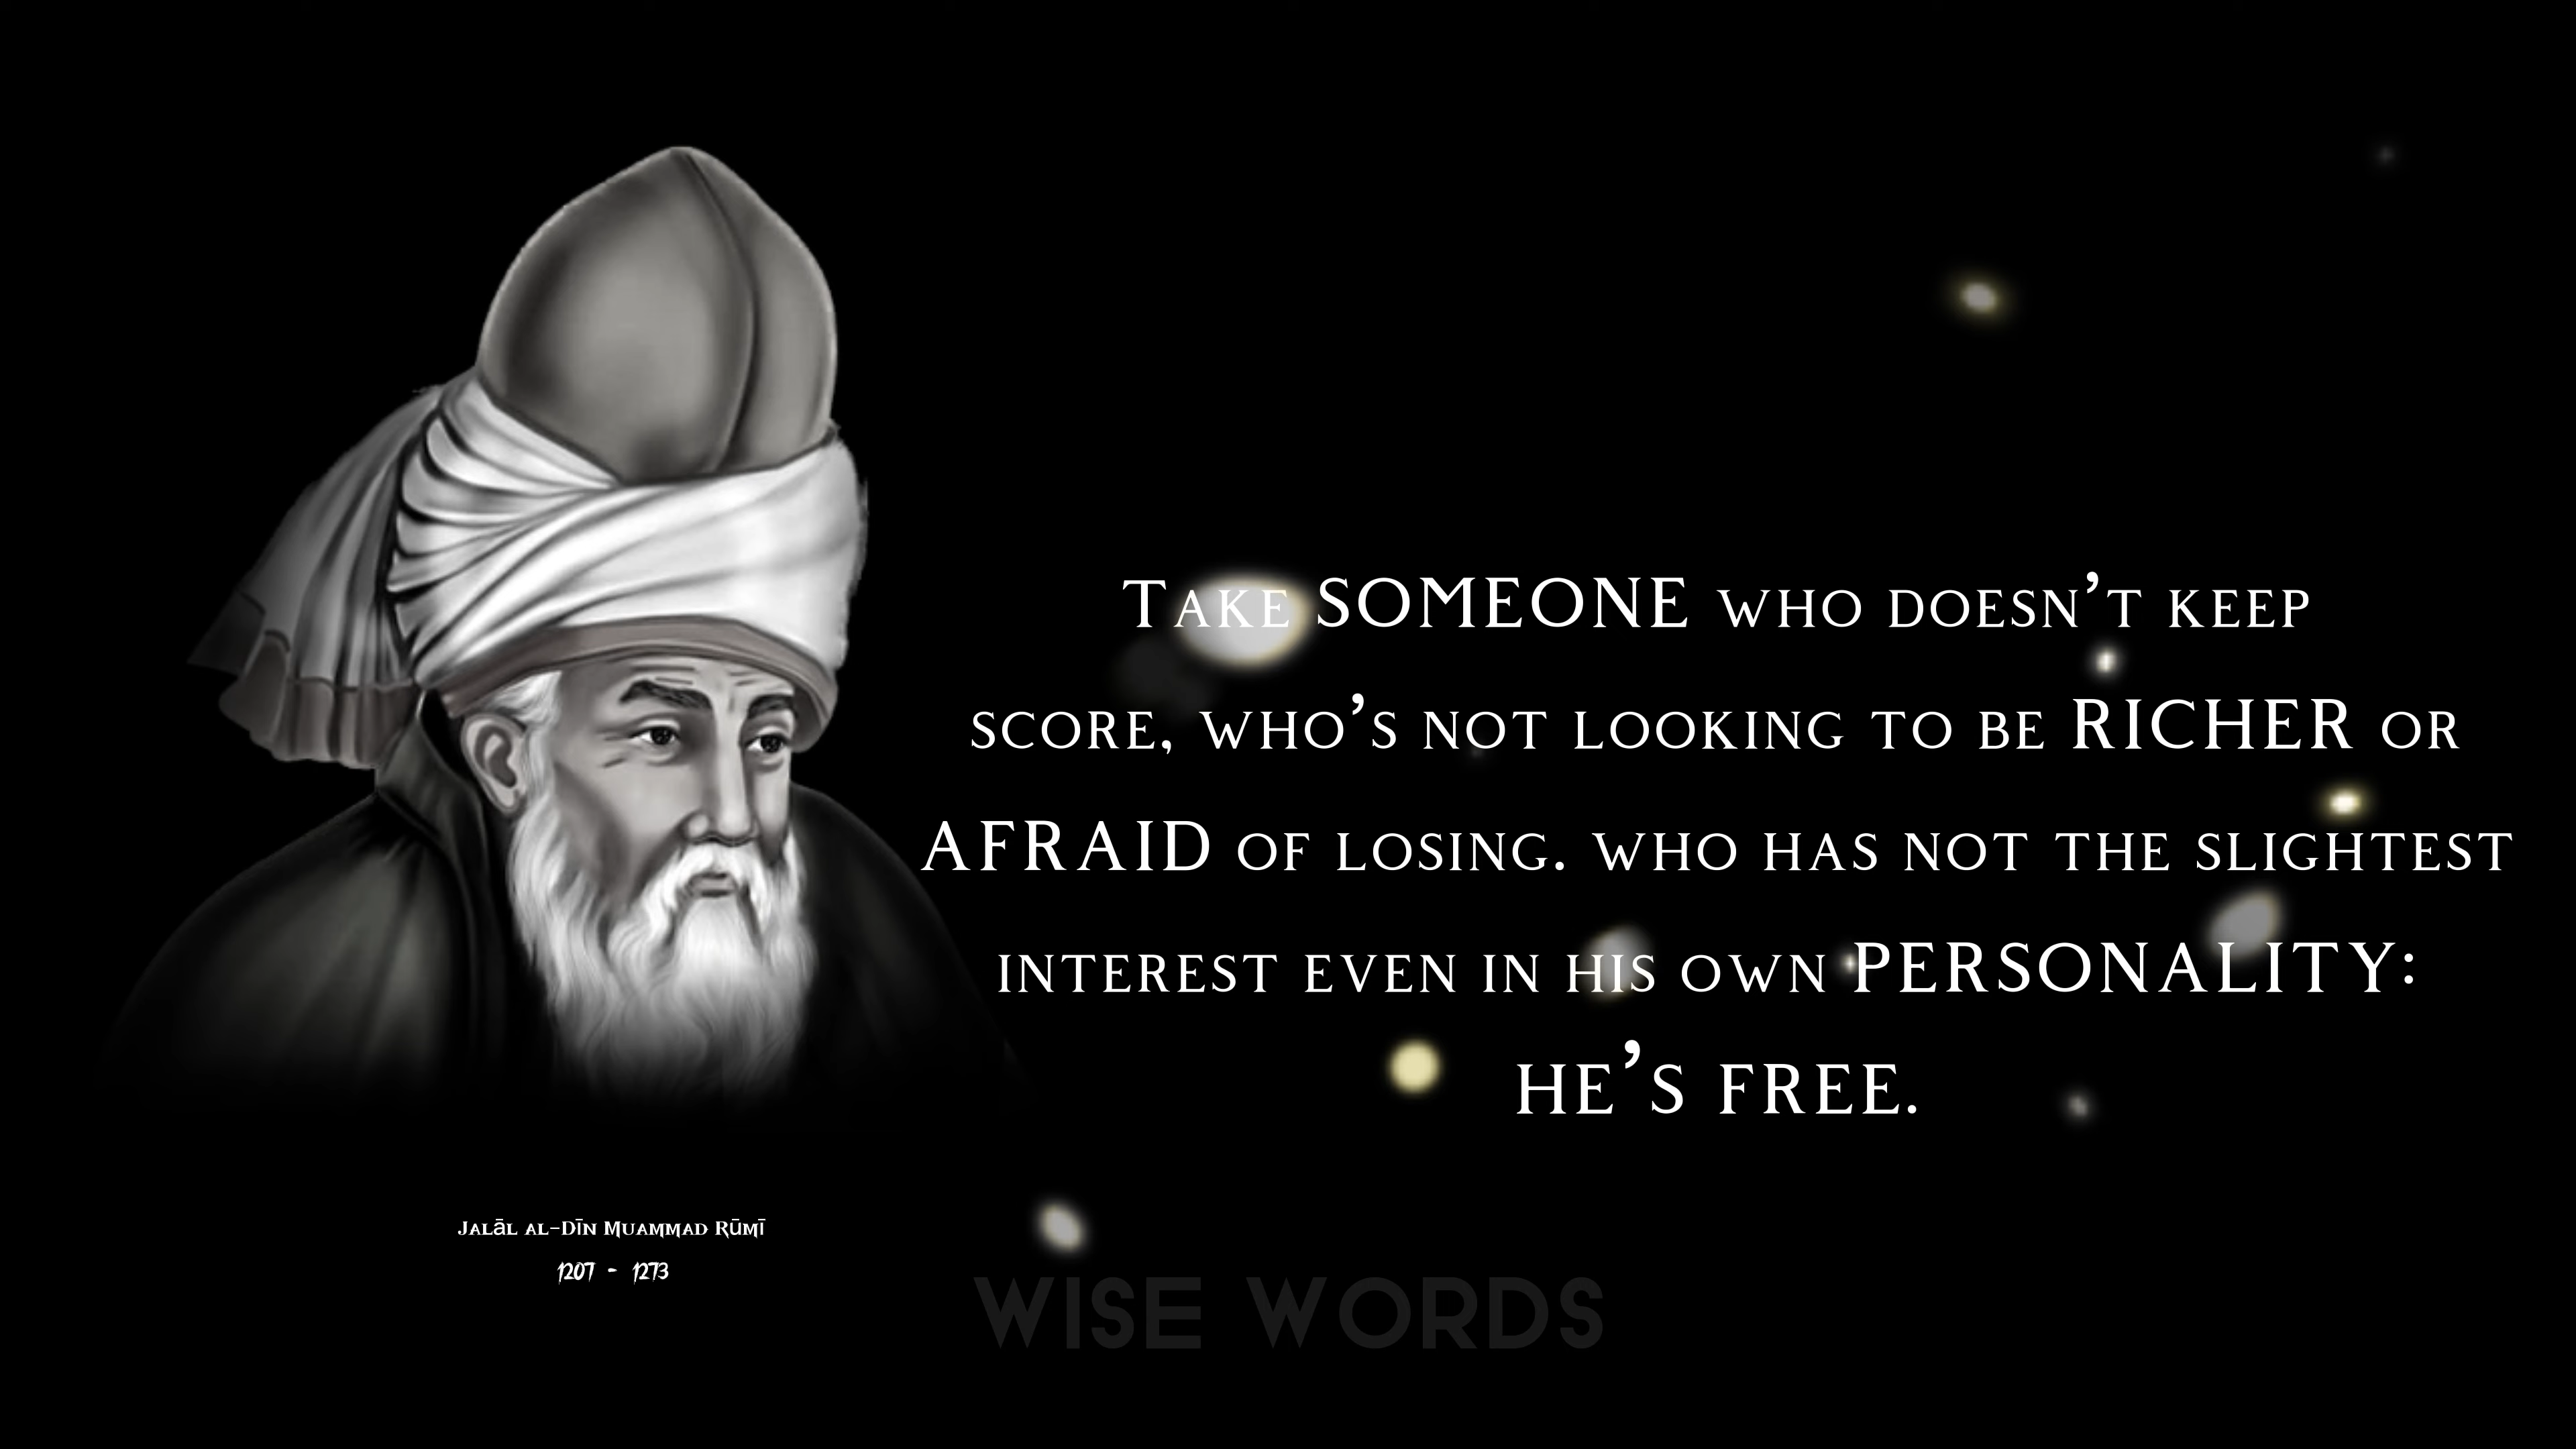 Take SOMEONE who doesn't keep
score, who's not looking to be RICHER or
AFRAID of losing. who has not the slightest
interest even in his own PERSONALITY:
HE'S FREE.
Jalāl al-Dīn Muammad Rūmī
1207 - 1273
WISE WORDS